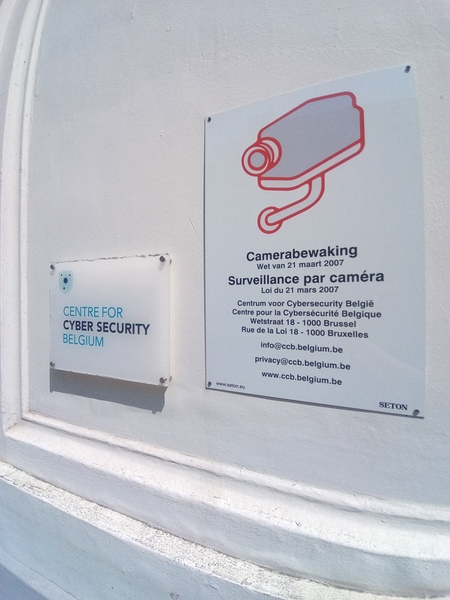 CENTRE FOR
CYBER SECURITY
BELGIUM
Camerabewaking
Wet van 21 maart 2007
Surveillance par caméra
Loi du 21 mars 2007
Centrum voor Cybersecurity België
Centre pour la Cybersécurité Belgique
Wetstraat 18 - 1000 Brussel
Rue de la Loi 18 - 1000 Bruxelles
info@ccb.belgium.be
privacy@ccb.belgium.be
www.ccb.belgium.be
www.seton.eu
SETON